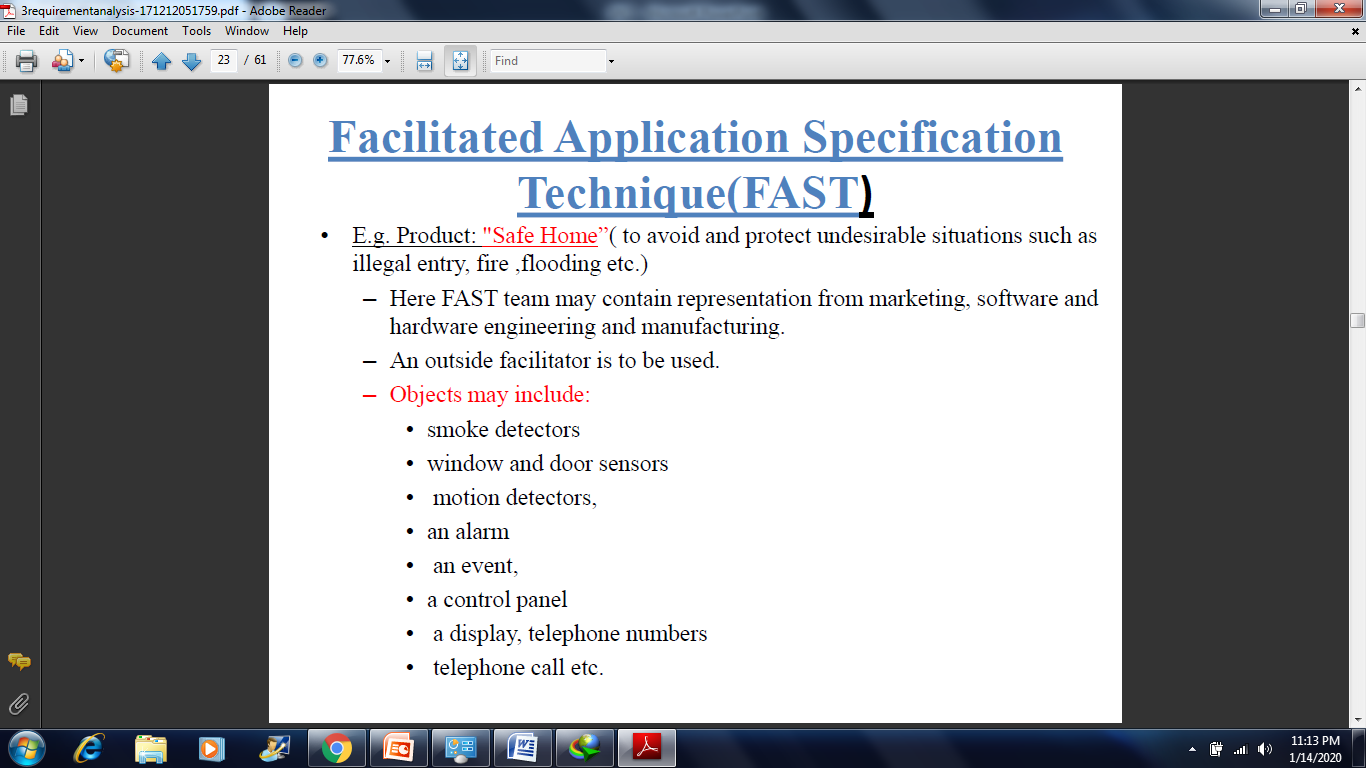 3requirementanalysis-171212051759.pdf - Adobe Reader
File Edit View Document Tools Window Help
23 / 61 77.6% Find
Facilitated Application Specification
Technique(FAST)
• E.g. Product: "Safe Home”( to avoid and protect undesirable situations such as
illegal entry, fire ,flooding etc.)
– Here FAST team may contain representation from marketing, software and
hardware engineering and manufacturing.
– An outside facilitator is to be used.
– Objects may include:
• smoke detectors
• window and door sensors
• motion detectors,
• an alarm
• an event,
• a control panel
• a display, telephone numbers
• telephone call etc.
11:13 PM
1/14/2020